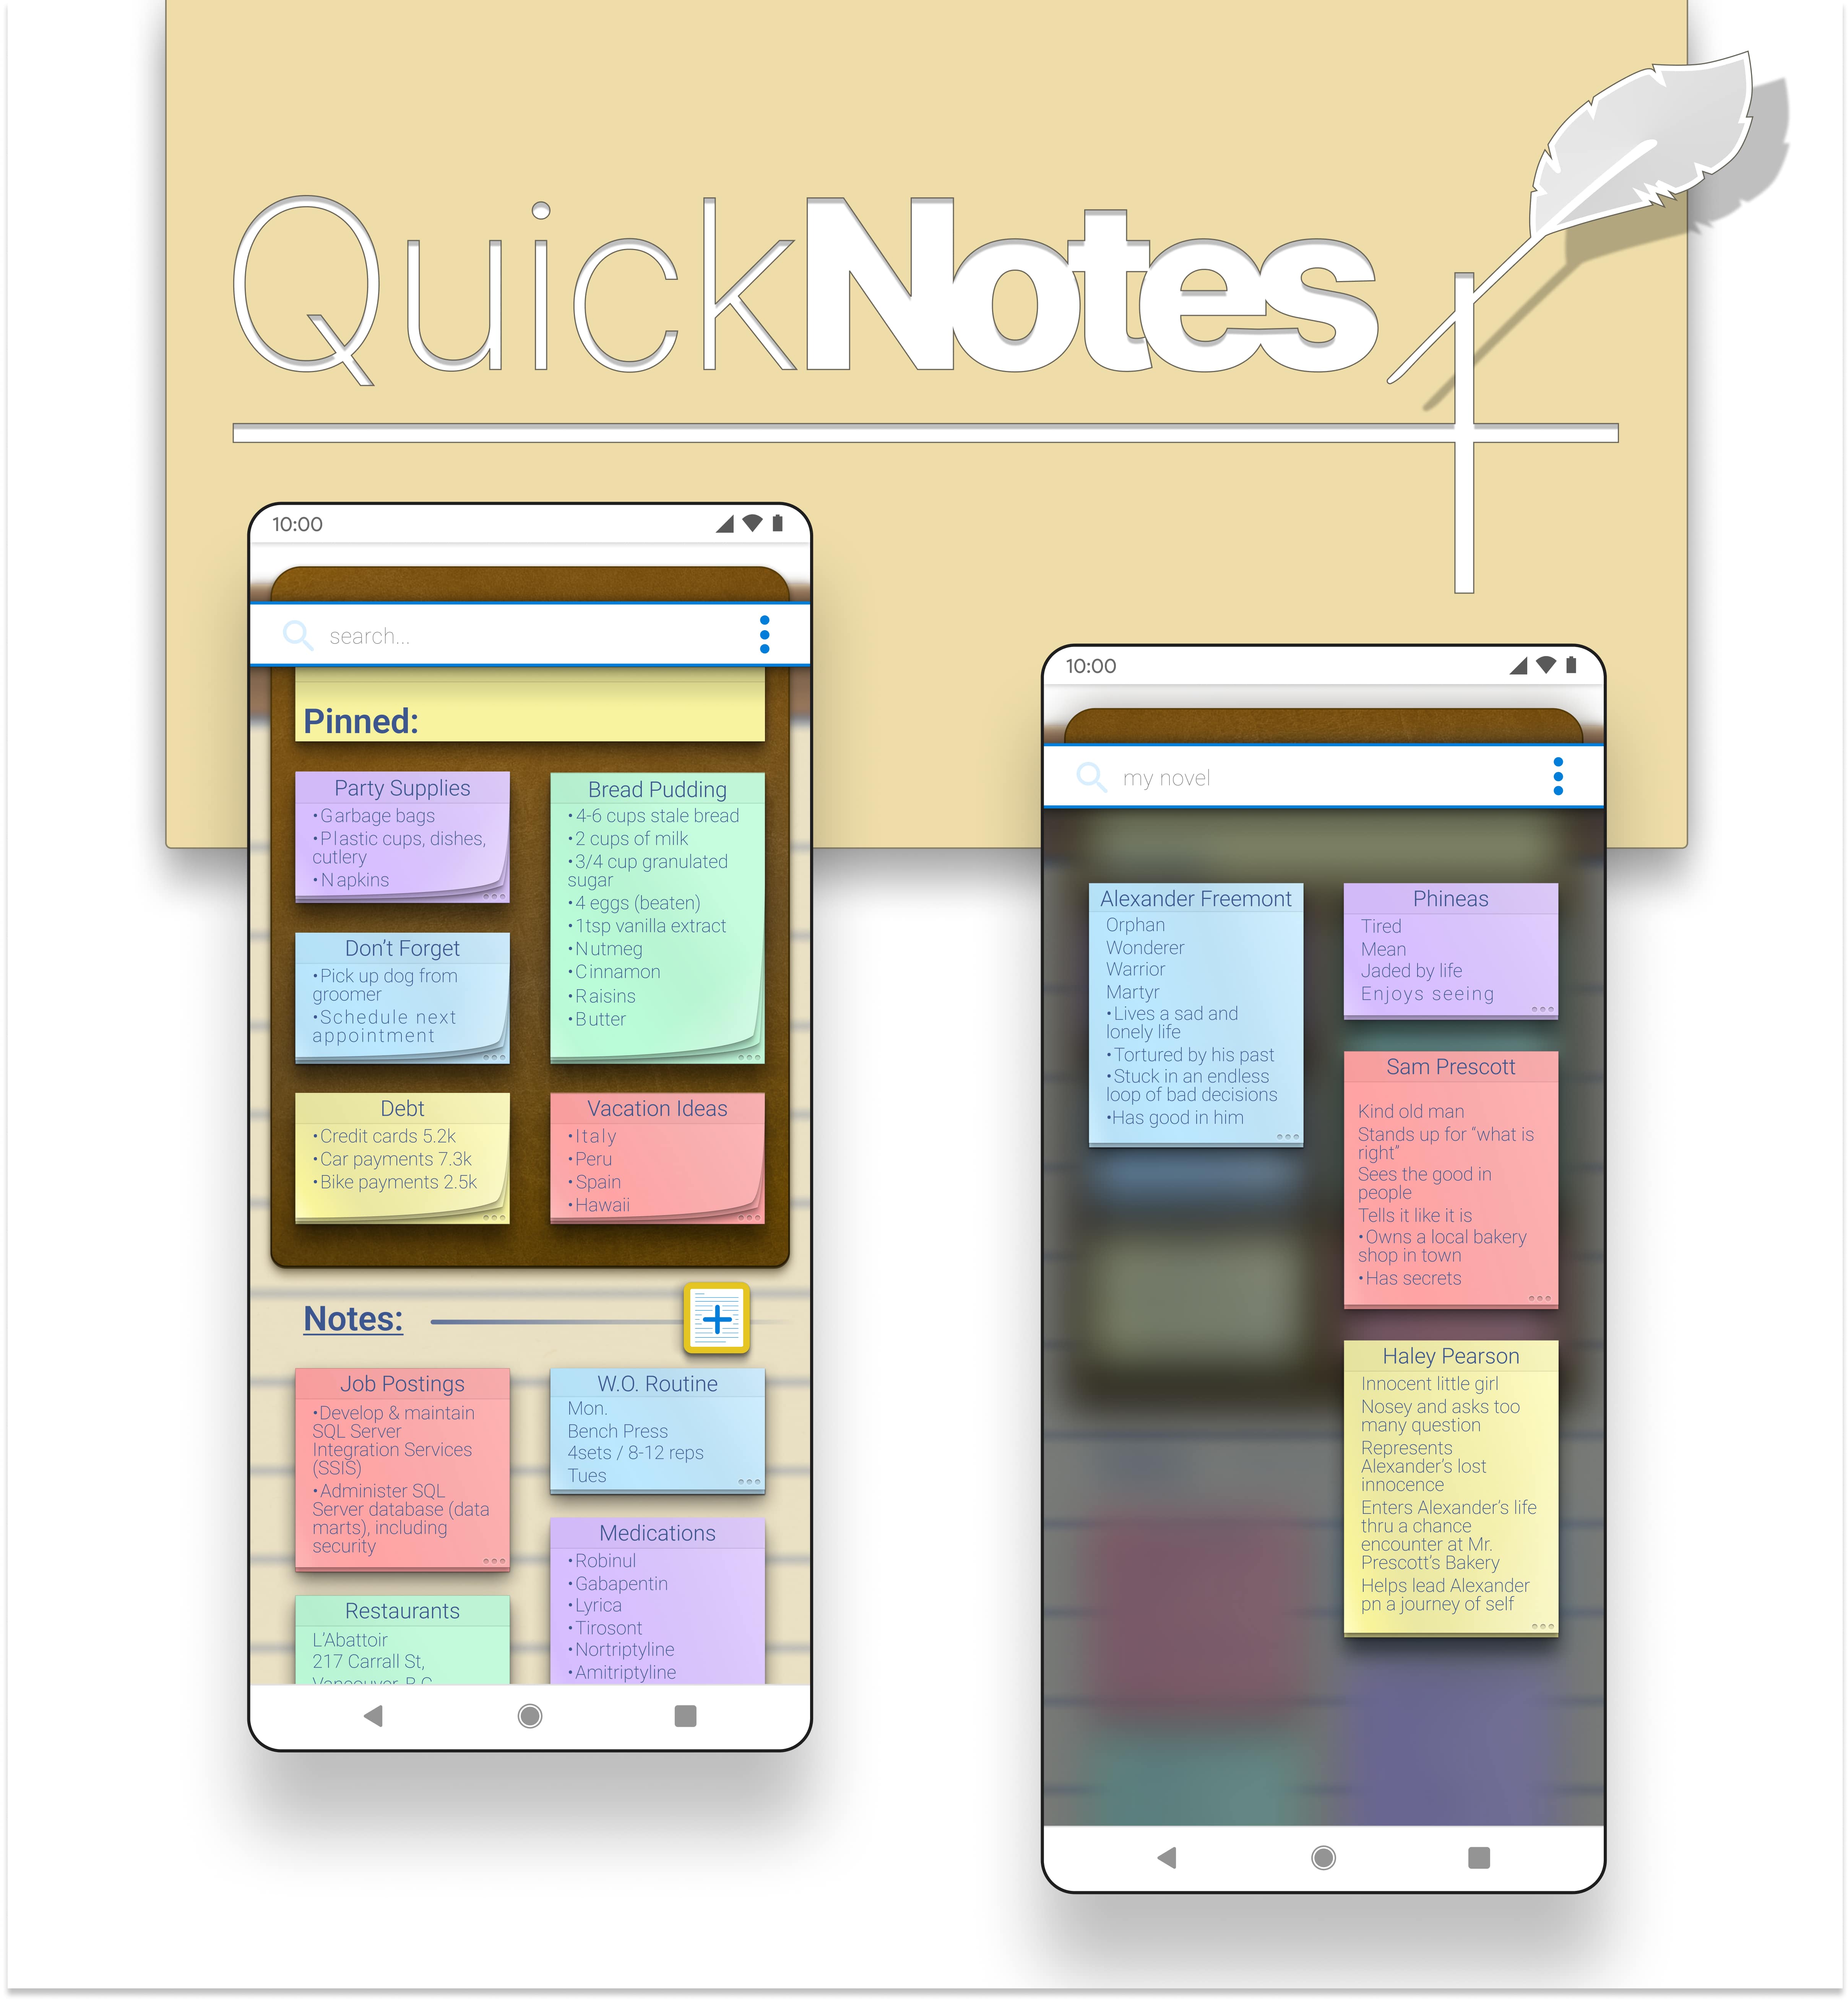 QuickNotes
10:00
search...
Pinned:
Party Supplies
•Garbage bags
•Plastic cups, dishes,
cutlery
•Napkins
Bread Pudding
•4-6 cups stale bread
•2 cups of milk
•3/4 cup granulated
sugar
•4 eggs (beaten)
•1tsp vanilla extract
•Nutmeg
•Cinnamon
•Raisins
•Butter
Don't Forget
•Pick up dog from
groomer
•Schedule next
appointment
Debt
•Credit cards 5.2k
•Car payments 7.3k
•Bike payments 2.5k
Vacation Ideas
•Italy
•Peru
•Spain
•Hawaii
Notes:
Job Postings
•Develop & maintain
SQL Server
Integration Services
(SSIS)
•Administer SQL
Server database (data
marts), including
security
W.O. Routine
Mon.
Bench Press
4sets / 8-12 reps
Tues
Medications
•Robinul
•Gabapentin
•Lyrica
•Tirosont
•Nortriptyline
•Amitriptyline
Restaurants
L'Abattoir
217 Carrall St,
Vancouver, B.C.
10:00
my novel
Alexander Freemont
Orphan
Wonderer
Warrior
Martyr
•Lives a sad and
lonely life
•Tortured by his past
•Stuck in an endless
loop of bad decisions
•Has good in him
Phineas
Tired
Mean
Jaded by life
Enjoys seeing
Sam Prescott
Kind old man
Stands up for "what is
right"
Sees the good in
people
Tells it like it is
•Owns a local bakery
shop in town
•Has secrets
Haley Pearson
Innocent little girl
Nosey and asks too
many question
Represents
Alexander's lost
innocence
Enters Alexander's life
thru a chance
encounter at Mr.
Prescott's Bakery
Helps lead Alexander
pn a journey of self